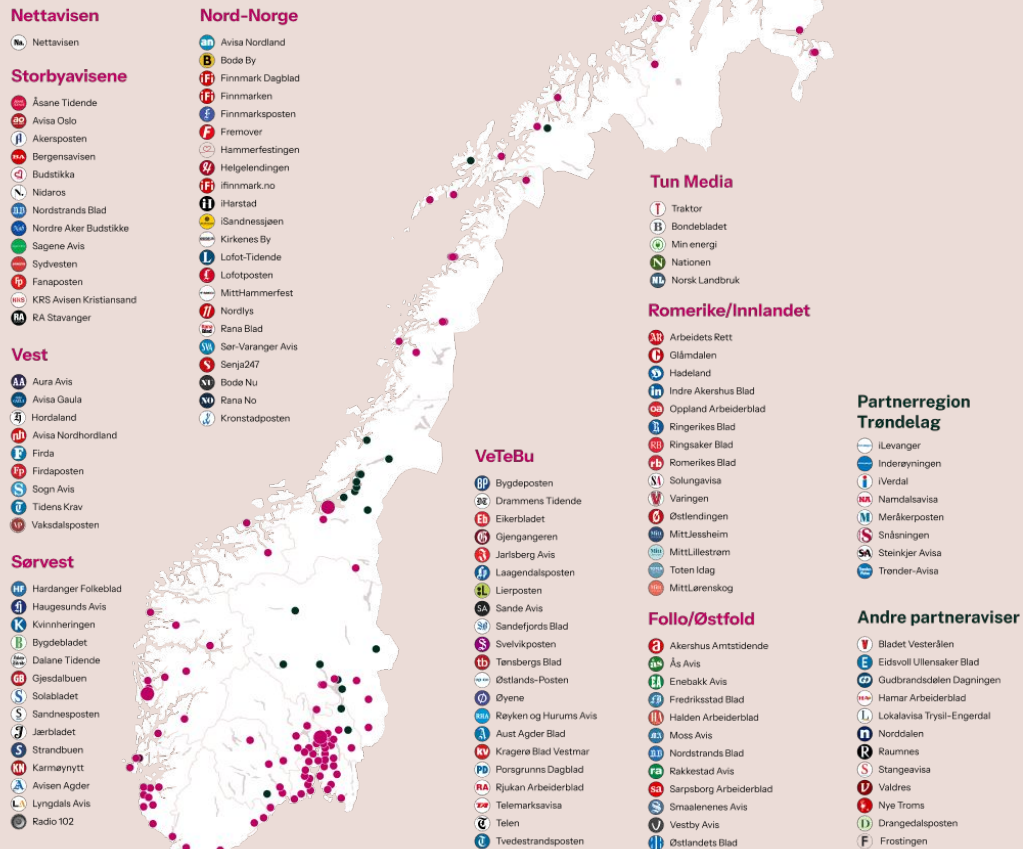 Nettavisen
Nettavisen
Storbyavisene
Åsane Tidende
Avisa Oslo
Akersposten
Bergensavisen
Budstikka
Nidaros
Nordstrands Blad
Nordre Aker Budstikke
Sagene Avis
Sydvesten
Fanaposten
KRS Avisen Kristiansand
RA Stavanger
Vest
Aura Avis
Avisa Gaula
Hordaland
Avisa Nordhordland
Firda
Firdaposten
Sogn Avis
Tidens Krav
Vaksdalsposten
Sørvest
Hardanger Folkeblad
Haugesunds Avis
Kvinnheringen
Bygdebladet
Dalane Tidende
Gjesdalbuen
Solabladet
Sandnesposten
Jærbladet
Strandbuen
Karmøynytt
Avisen Agder
Lyngdals Avis
Radio 102
Nord-Norge
Avisa Nordland
Bodø By
Finnmark Dagblad
Finnmarken
Finnmarksposten
Fremover
Hammerfestingen
Helgelendingen
ifinnmark.no
iHarstad
iSandnessjøen
Kirkenes By
Lofot-Tidende
Lofotposten
MittHammerfest
Nordlys
Rana Blad
Sør-Varanger Avis
Senja247
Bodø Nu
Rana No
Kronstadposten
VeTeBu
Bygdeposten
Drammens Tidende
Eikerbladet
Gjengangeren
Jarlsberg Avis
Laagendalsposten
Lierposten
Sande Avis
Sandefjords Blad
Svelvikposten
Tønsbergs Blad
Østlands-Posten
Øyene
Røyken og Hurums Avis
Aust Agder Blad
Kragerø Blad Vestmar
Porsgrunns Dagblad
Rjukan Arbeiderblad
Telemarksavisa
Telen
Tvedestrandsposten
Tun Media
Traktor
Bondebladet
Min energi
Nationen
Norsk Landbruk
Romerike/Innlandet
Arbeidets Rett
Glåmdalen
Hadeland
Indre Akershus Blad
Oppland Arbeiderblad
Ringerikes Blad
Ringsaker Blad
Romerikes Blad
Solungavisa
Varingen
Østlendingen
MittJessheim
MittLillestrøm
Toten Idag
MittLørenskog
Follo/Østfold
Akershus Amtstidende
Ås Avis
Enebakk Avis
Fredriksstad Blad
Halden Arbeiderblad
Moss Avis
Nordstrands Blad
Rakkestad Avis
Sarpsborg Arbeiderblad
Smaalenenes Avis
Vestby Avis
Østlandets Blad
Partnerregion
Trøndelag
iLevanger
Inderøyningen
iVerdal
Namdalsavisa
Meråkerposten
Snåsningen
Steinkjer Avisa
Trønder-Avisa
Andre partneraviser
Bladet Vesterålen
Eidsvoll Ullensaker Blad
Gudbrandsdølen Dagningen
Hamar Arbeiderblad
Lokalavisa Trysil-Engerdal
Norddalen
Raumnes
Stangeavisa
Valdres
Nye Troms
Drangedalsposten
Frostingen